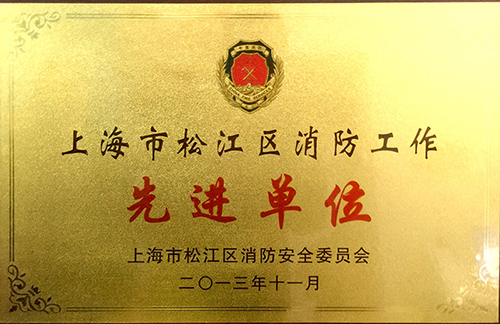 上海市松江区消防工作
先进单位
上海市松江区消防安全委员会
二〇一三年十一月